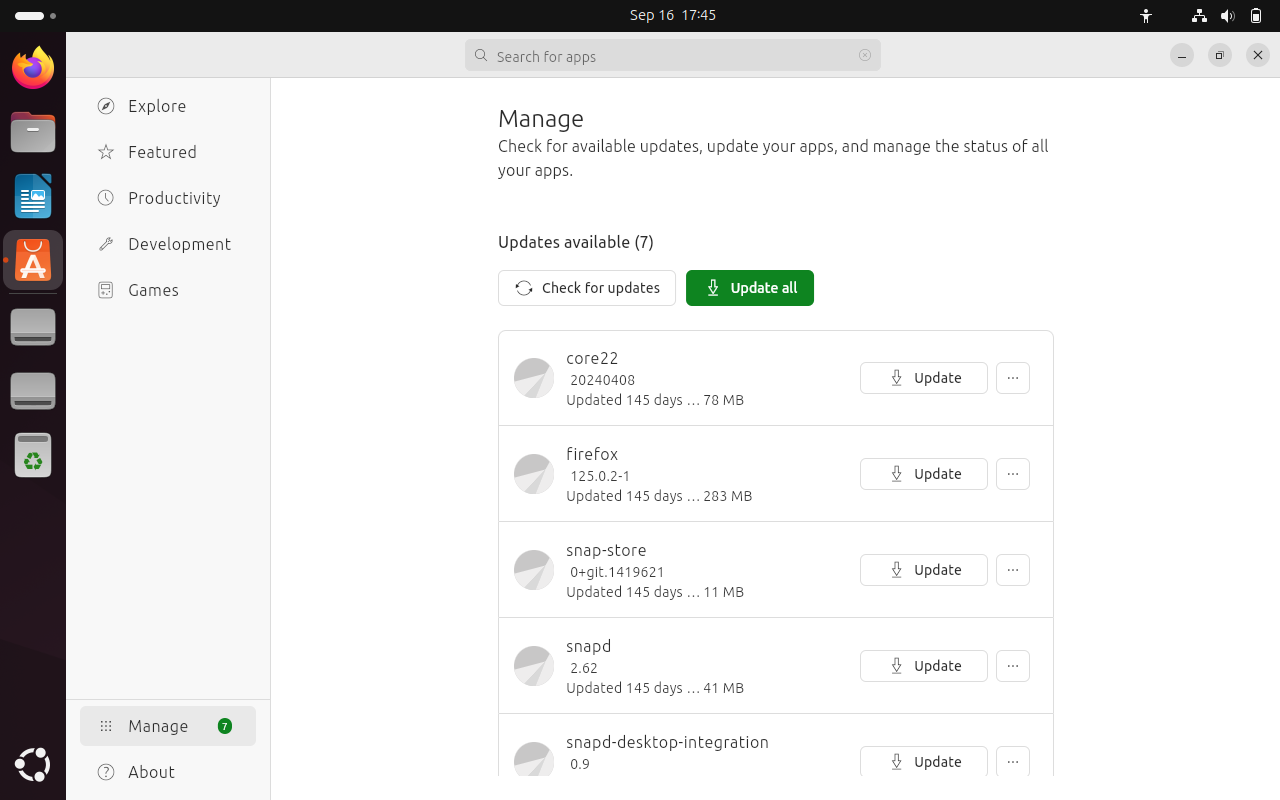 Sep 16 17:45
Search for apps
Explore
Featured
Productivity
Development
Games
Manage
7
About
Manage
Check for available updates, update your apps, and manage the status of all
your apps.
Updates available (7)
Check for updates
Update all
core22
20240408
Updated 145 days … 78 MB
Update
firefox
125.0.2-1
Updated 145 days … 283 MB
Update
snap-store
0+git.1419621
Updated 145 days … 11 MB
Update
snapd
2.62
Updated 145 days … 41 MB
Update
snapd-desktop-integration
0.9
Update